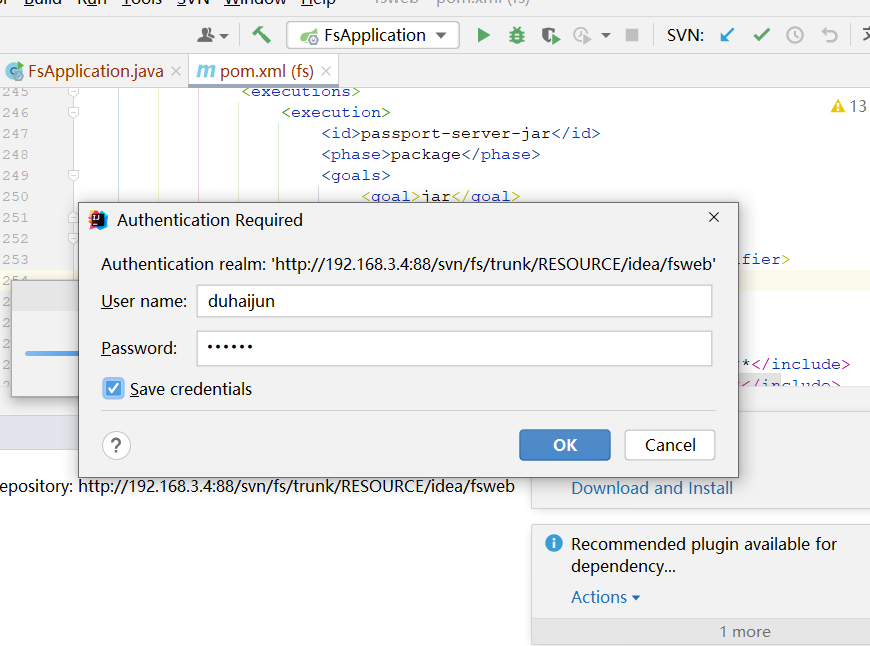 Build Run Tools SVN Window Help fsweb - pom.xml (fs)
FsApplication SVN:
FsApplication.java pom.xml (fs)
245 <executions>
246 <execution>
13
247 <id>passport-server-jar</id>
248 <phase>package</phase>
249 <goals>
250 <goal>jar</goal>
251
252
253 ifier>
254
Authentication Required
Authentication realm: 'http://192.168.3.4:88/svn/fs/trunk/RESOURCE/idea/fsweb'
User name: duhaijun
Password: ••••••
*</include>
</include>
Save credentials
? OK Cancel
epository: http://192.168.3.4:88/svn/fs/trunk/RESOURCE/idea/fsweb
Download and Install
Recommended plugin available for
dependency...
Actions
1 more